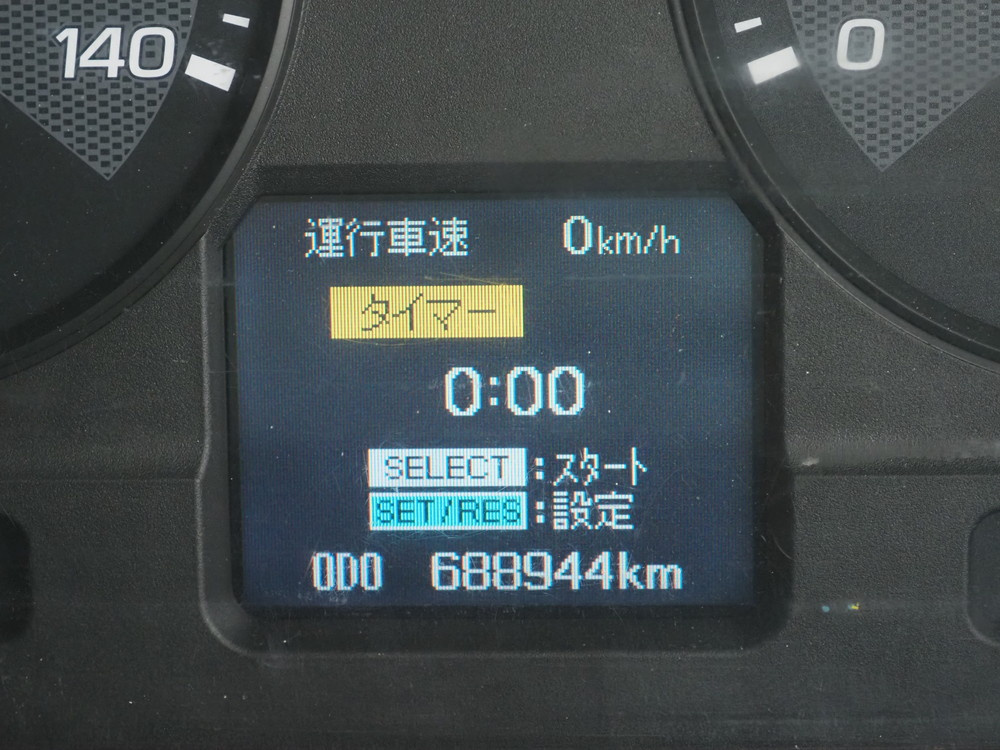 140
0
運行車速 0km/h
タイマー
0:00
SELECT:スタート
SET/RES:設定
ODO 688944km